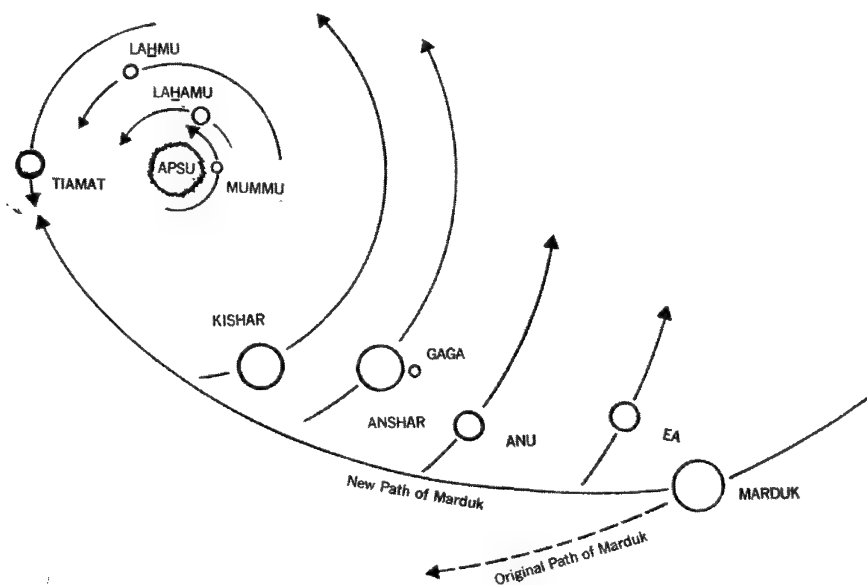 LAHMU
LAHAMU
APSU
TIAMAT
MUMMU
KISHAR
GAGA
ANSHAR
ANU
EA
New Path of Marduk
MARDUK
Original Path of Marduk